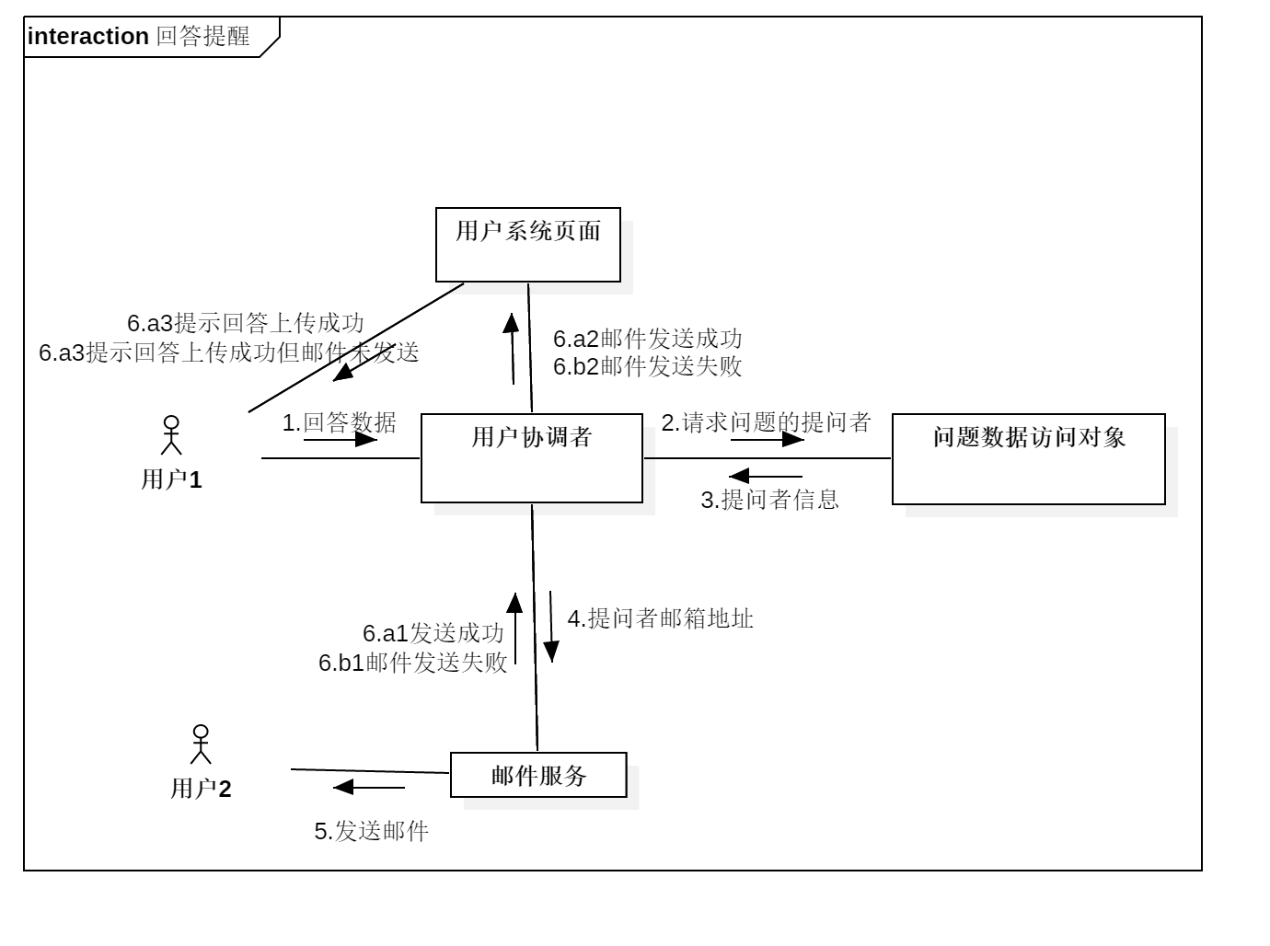 interaction 回答提醒
用户系统页面
6.a3提示回答上传成功
6.a3提示回答上传成功但邮件未发送
6.a2邮件发送成功
6.b2邮件发送失败
1.回答数据
用户协调者
2.请求问题的提问者
问题数据访问对象
用户1
3.提问者信息
4.提问者邮箱地址
6.a1发送成功
6.b1邮件发送失败
邮件服务
用户2
5.发送邮件